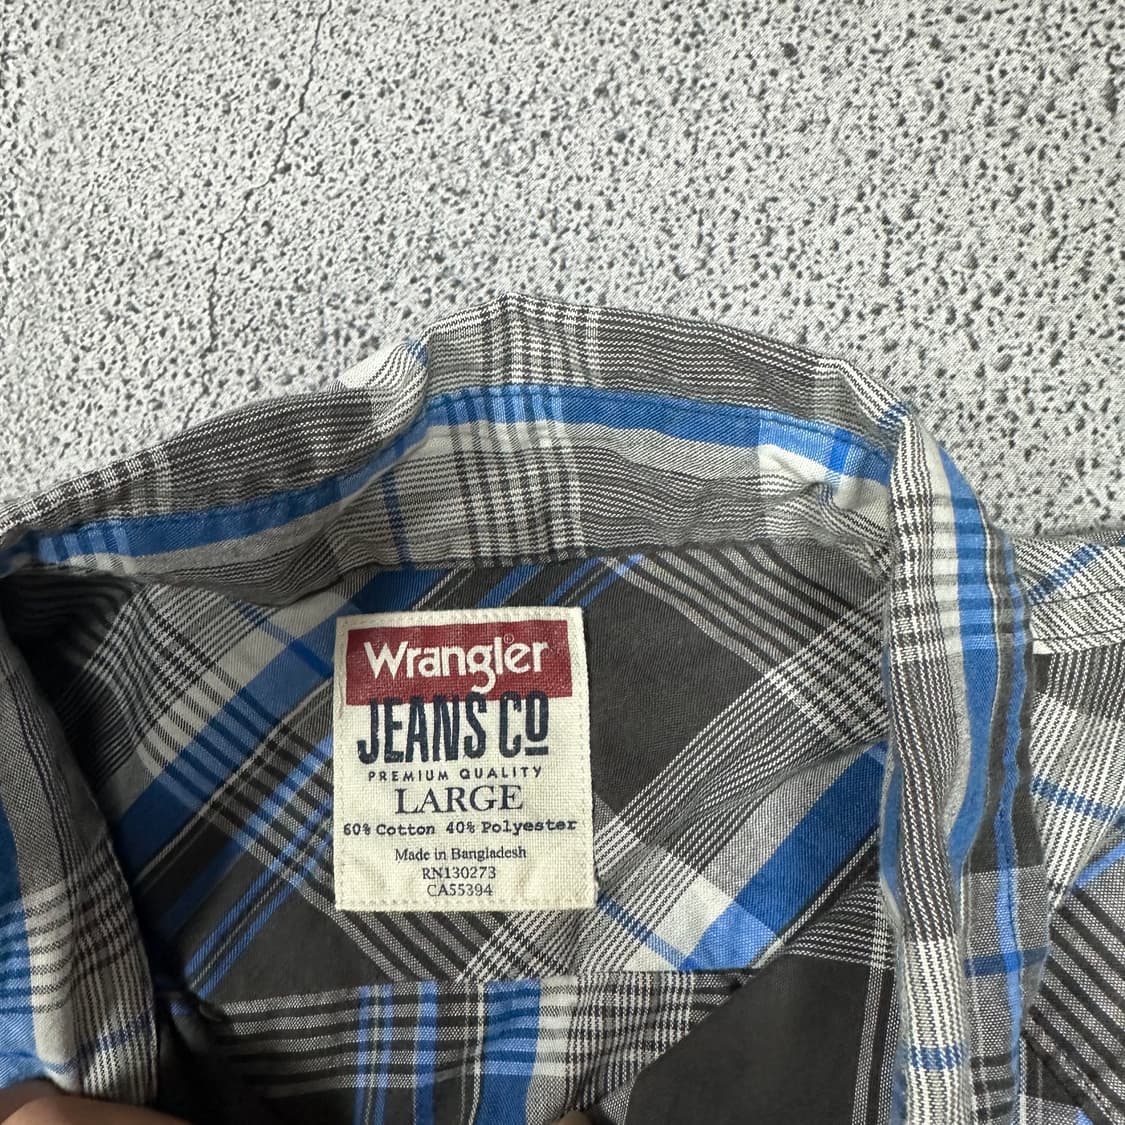 Wrangler®
JEANS CO
PREMIUM QUALITY
LARGE
60% Cotton 40% Polyester
Made in Bangladesh
RN130273
CA55394